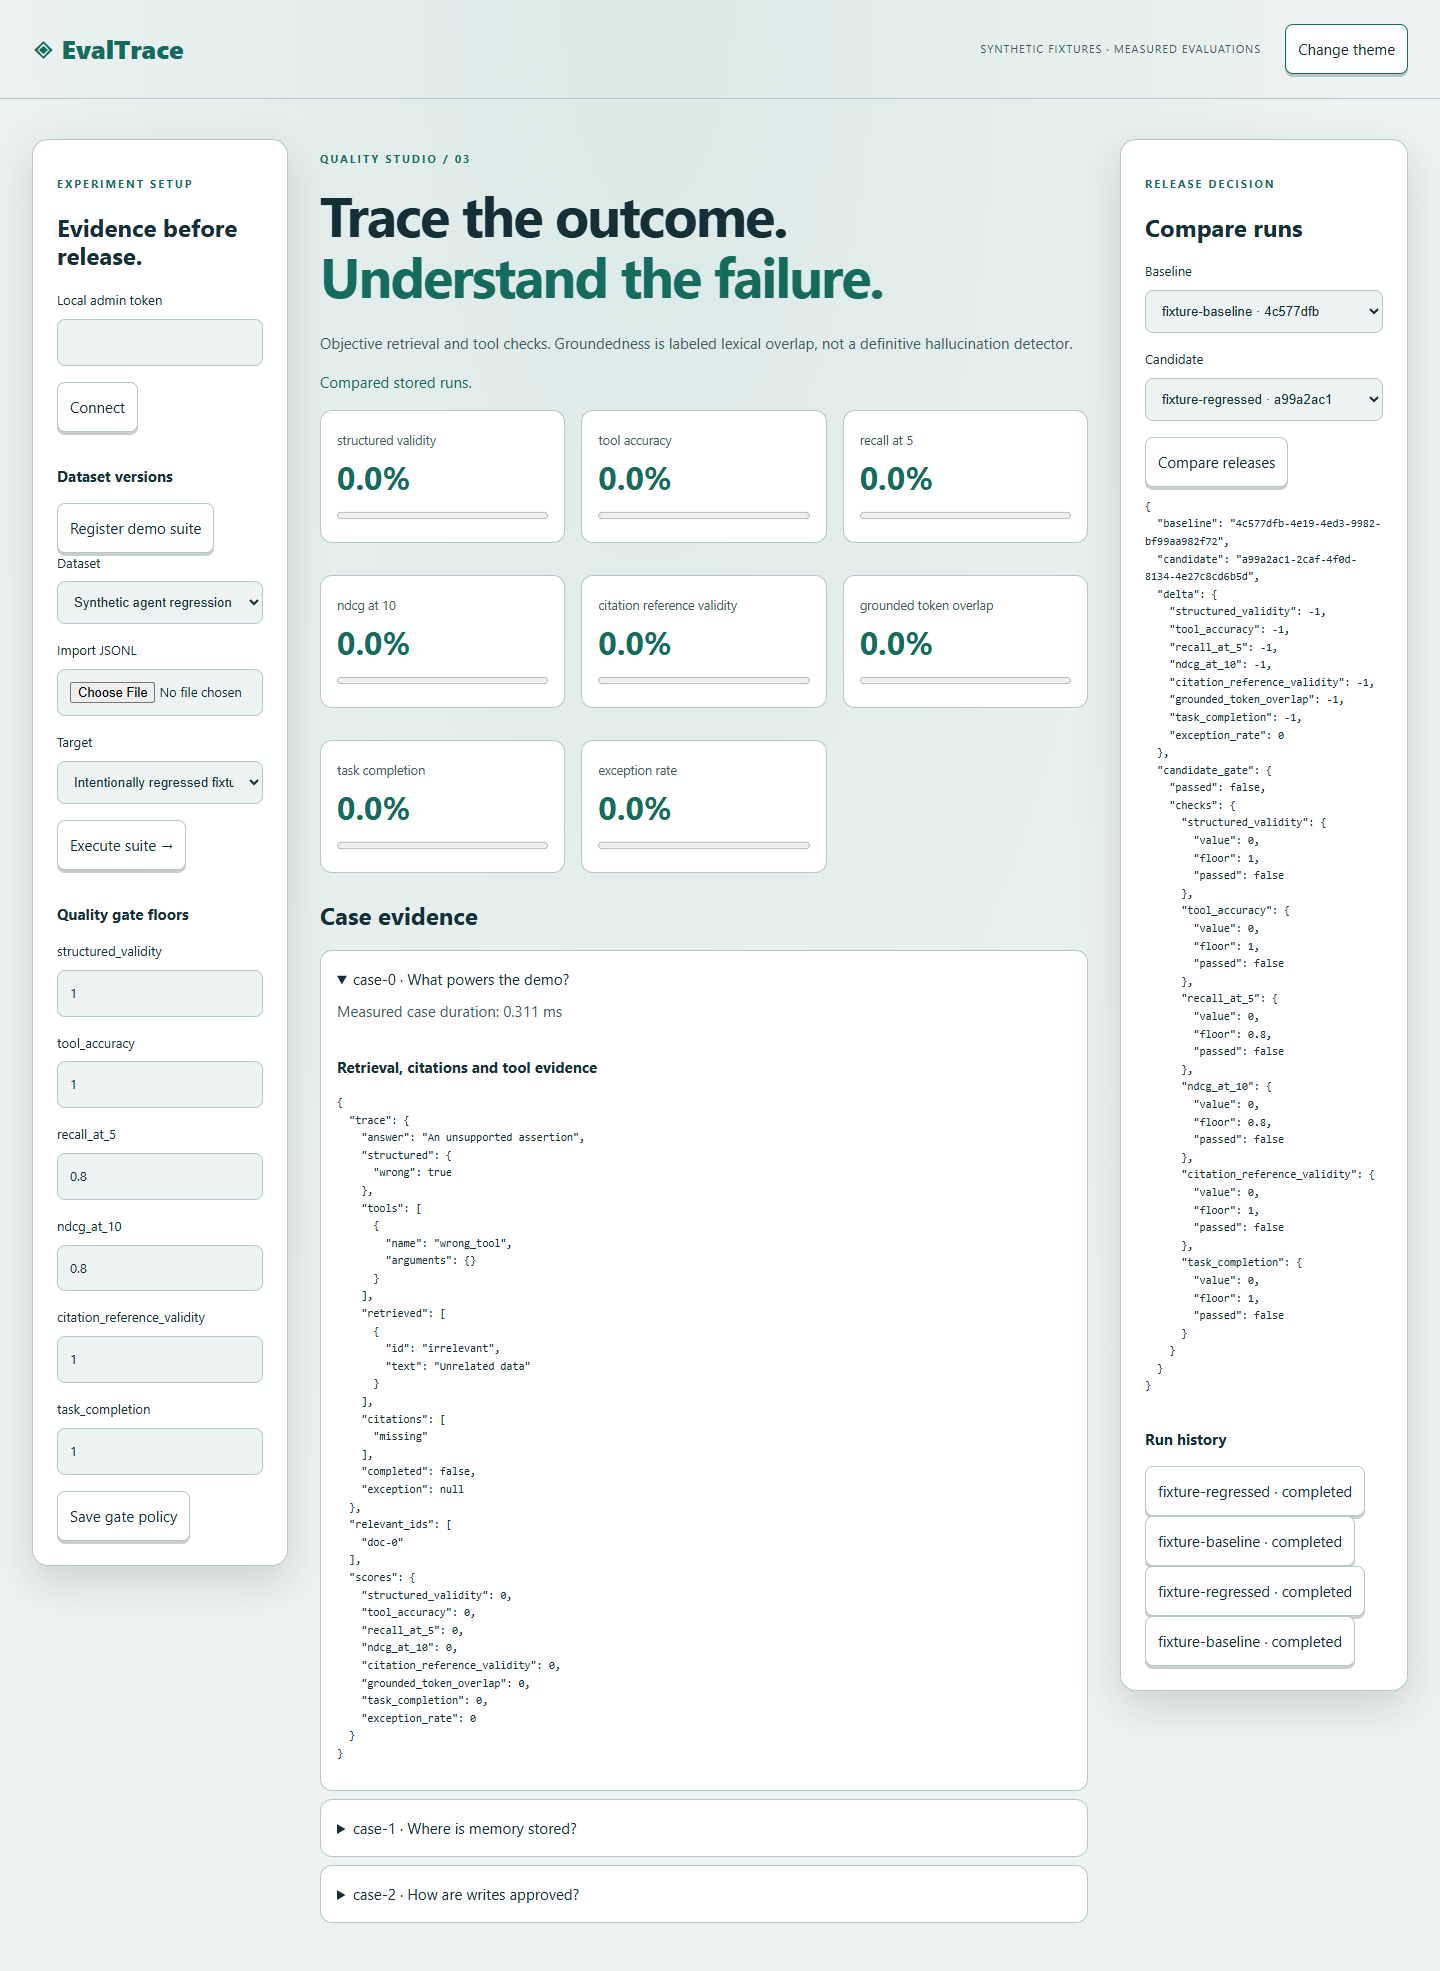 ◈ EvalTrace
SYNTHETIC FIXTURES · MEASURED EVALUATIONS
Change theme
EXPERIMENT SETUP
Evidence before
release.
Local admin token
Connect
Dataset versions
Register demo suite
Dataset
Synthetic agent regression
Import JSONL
Choose File No file chosen
Target
Intentionally regressed fixtu
Execute suite →
Quality gate floors
structured_validity
1
tool_accuracy
1
recall_at_5
0.8
ndcg_at_10
0.8
citation_reference_validity
1
task_completion
1
Save gate policy
QUALITY STUDIO / 03
Trace the outcome.
Understand the failure.
Objective retrieval and tool checks. Groundedness is labeled lexical overlap, not a definitive hallucination detector.
Compared stored runs.
structured validity
0.0%
tool accuracy
0.0%
recall at 5
0.0%
ndcg at 10
0.0%
citation reference validity
0.0%
grounded token overlap
0.0%
task completion
0.0%
exception rate
0.0%
Case evidence
▼ case-0 · What powers the demo?
Measured case duration: 0.311 ms
Retrieval, citations and tool evidence
{
  "trace": {
    "answer": "An unsupported assertion",
    "structured": {
      "wrong": true
    },
    "tools": [
      {
        "name": "wrong_tool",
        "arguments": {}
      }
    ],
    "retrieved": [
      {
        "id": "irrelevant",
        "text": "Unrelated data"
      }
    ],
    "citations": [
      "missing"
    ],
    "completed": false,
    "exception": null
  },
  "relevant_ids": [
    "doc-0"
  ],
  "scores": {
    "structured_validity": 0,
    "tool_accuracy": 0,
    "recall_at_5": 0,
    "ndcg_at_10": 0,
    "citation_reference_validity": 0,
    "grounded_token_overlap": 0,
    "task_completion": 0,
    "exception_rate": 0
  }
}
▶ case-1 · Where is memory stored?
▶ case-2 · How are writes approved?
RELEASE DECISION
Compare runs
Baseline
fixture-baseline · 4c577dfb
Candidate
fixture-regressed · a99a2ac1
Compare releases
{
  "baseline": "4c577dfb-4e19-4ed3-9982-
bf99aa982f72",
  "candidate": "a99a2ac1-2caf-4f0d-
8134-4e27c8cd6b5d",
  "delta": {
    "structured_validity": -1,
    "tool_accuracy": -1,
    "recall_at_5": -1,
    "ndcg_at_10": -1,
    "citation_reference_validity": -1,
    "grounded_token_overlap": -1,
    "task_completion": -1,
    "exception_rate": 0
  },
  "candidate_gate": {
    "passed": false,
    "checks": {
      "structured_validity": {
        "value": 0,
        "floor": 1,
        "passed": false
      },
      "tool_accuracy": {
        "value": 0,
        "floor": 1,
        "passed": false
      },
      "recall_at_5": {
        "value": 0,
        "floor": 0.8,
        "passed": false
      },
      "ndcg_at_10": {
        "value": 0,
        "floor": 0.8,
        "passed": false
      },
      "citation_reference_validity": {
        "value": 0,
        "floor": 1,
        "passed": false
      },
      "task_completion": {
        "value": 0,
        "floor": 1,
        "passed": false
      }
    }
  }
}
Run history
fixture-regressed · completed
fixture-baseline · completed
fixture-regressed · completed
fixture-baseline · completed